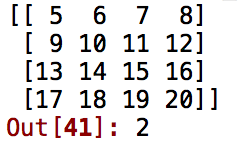 [[ 5  6  7  8]
 [ 9 10 11 12]
 [13 14 15 16]
 [17 18 19 20]]
Out[41]: 2